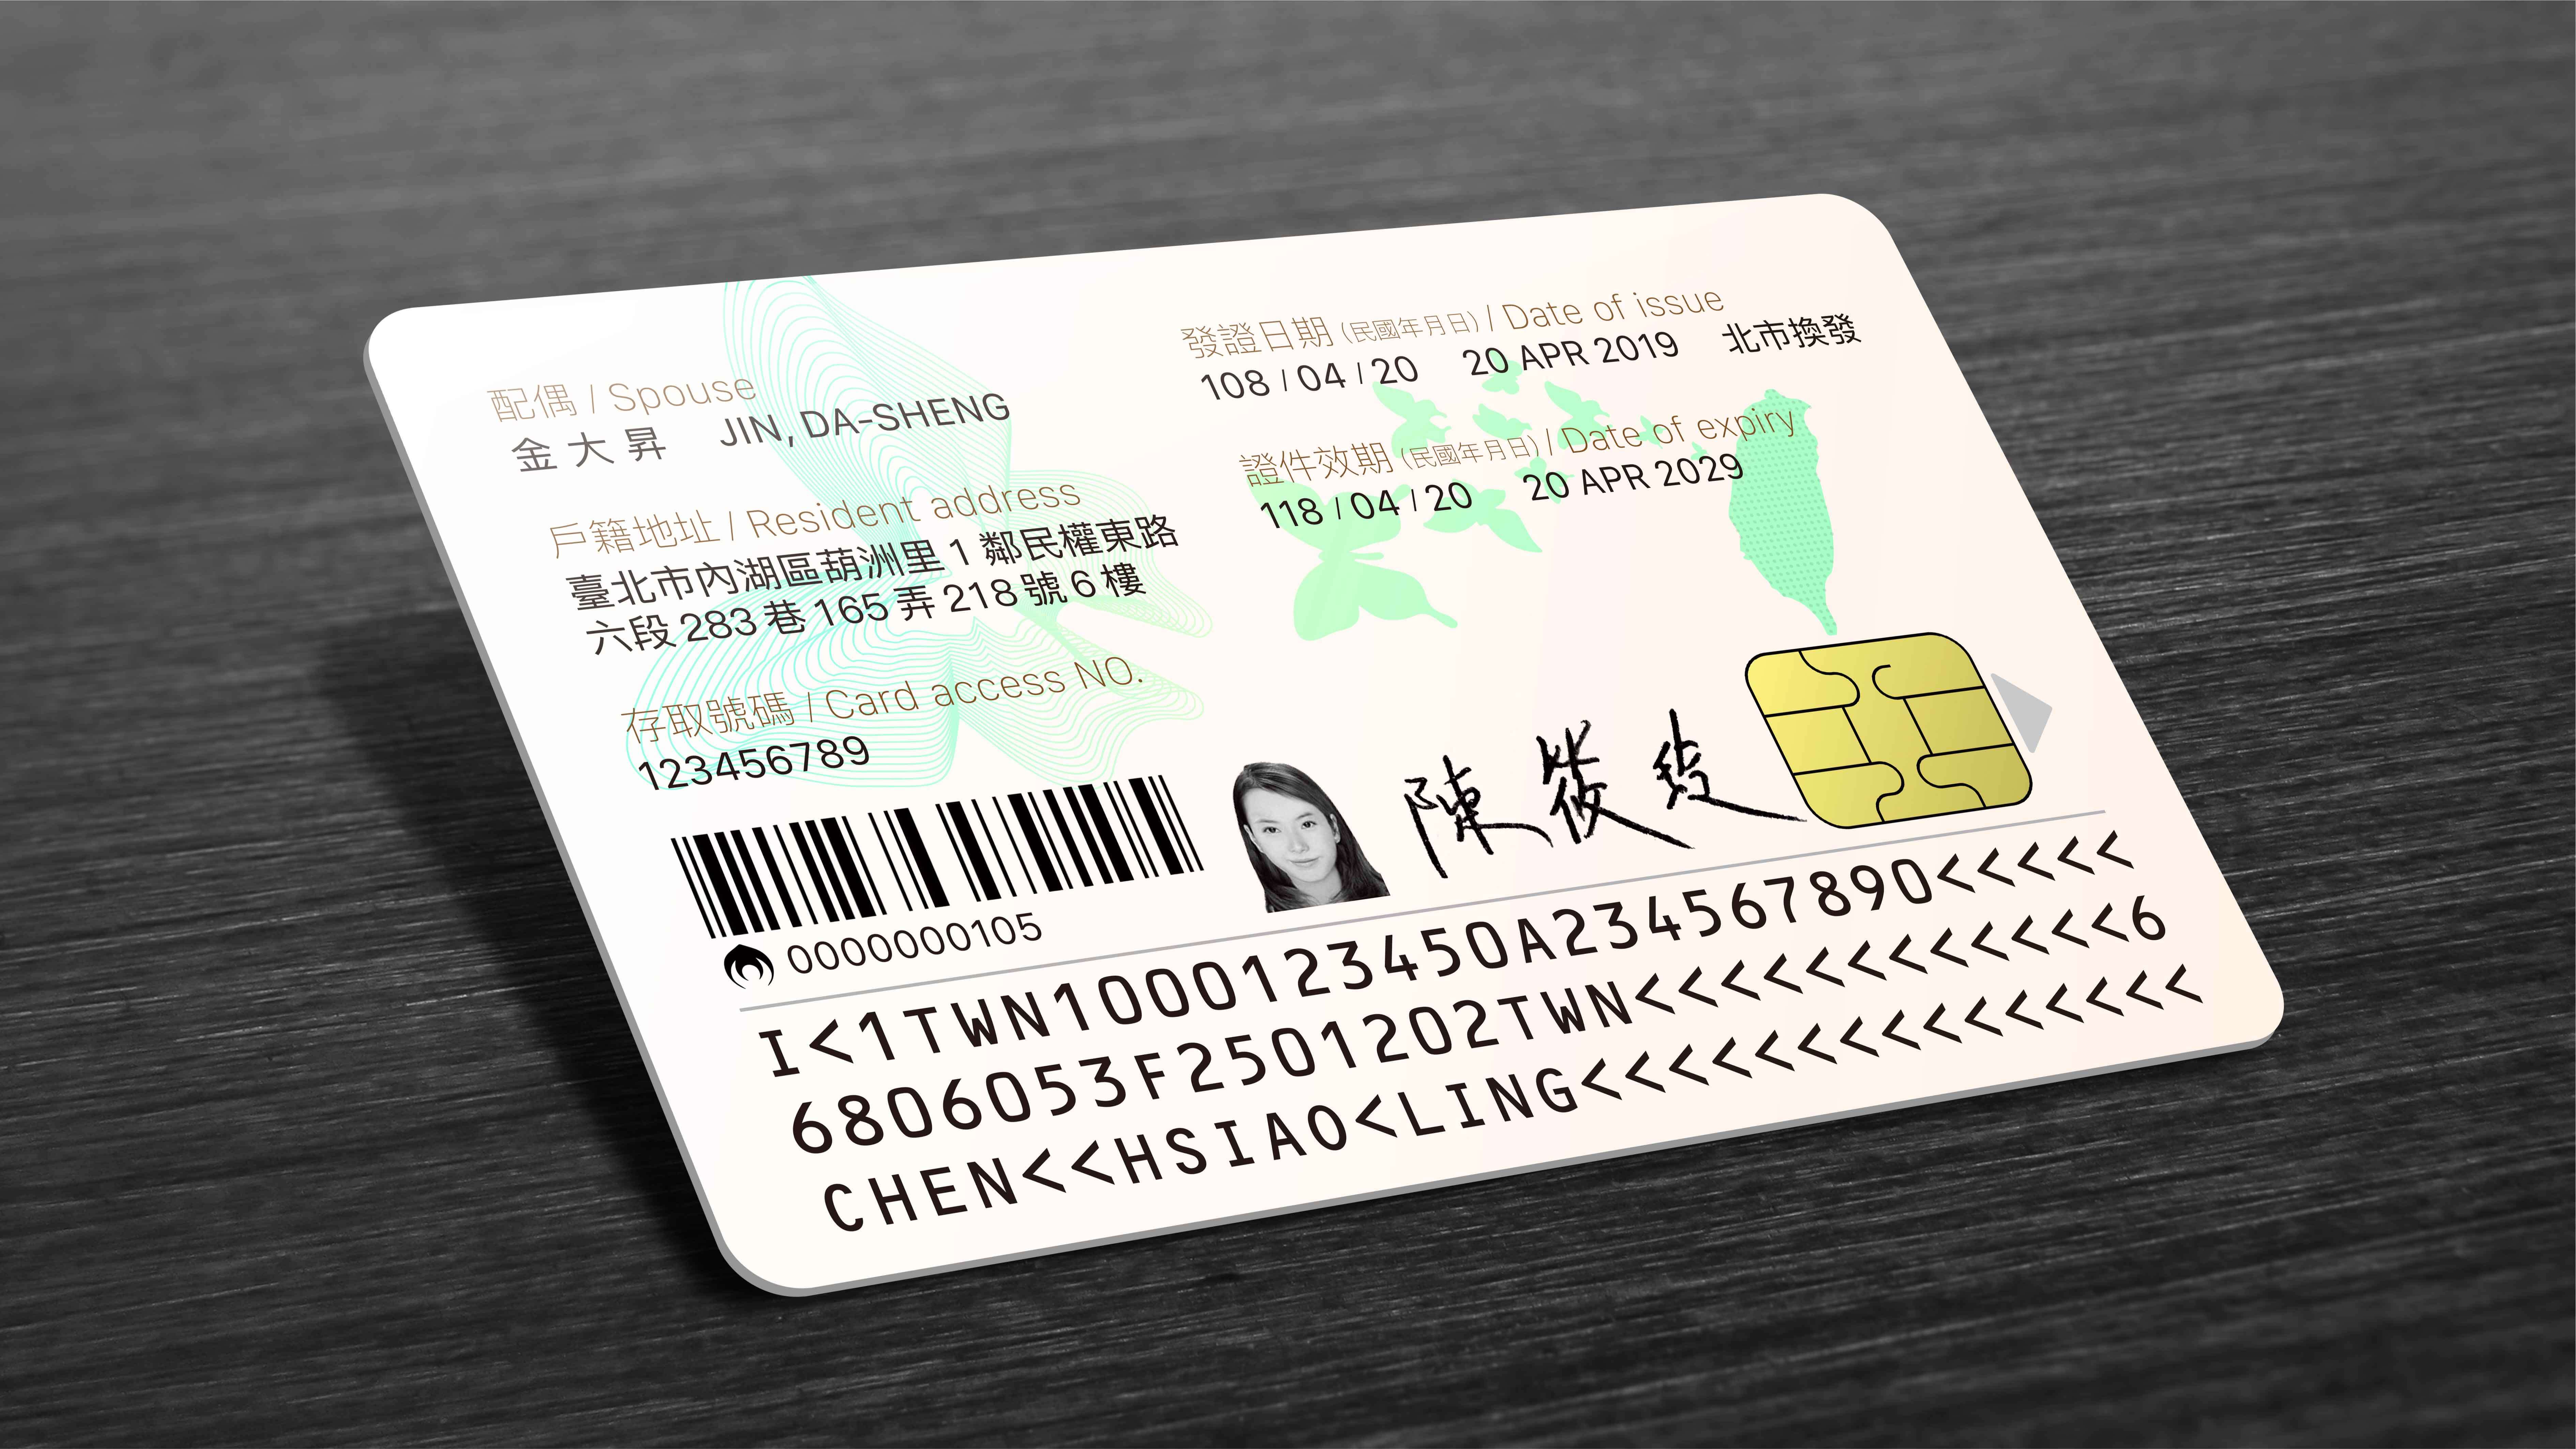 配偶 / Spouse
金大昇 JIN, DA-SHENG
戶籍地址 / Resident address
臺北市內湖區葫洲里 1 鄰民權東路
六段 283 巷 165 弄 218 號 6 樓
存取號碼 / Card access NO.
123456789
0000000105
發證日期 (民國年月日) / Date of issue
108 / 04 / 20 20 APR 2019 北市換發
證件效期 (民國年月日) / Date of expiry
118 / 04 / 20 20 APR 2029
陳筱玲
I<1TWN1000123450A234567890<<<<<
6806053F2501202TWN<<<<<<<<<<<<6
CHEN<<HSIAO<LING<<<<<<<<<<<<<<<